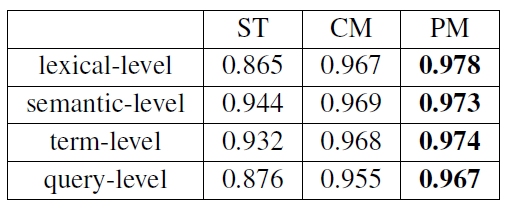 ST CM PM
lexical-level 0.865 0.967 0.978
semantic-level 0.944 0.969 0.973
term-level 0.932 0.968 0.974
query-level 0.876 0.955 0.967